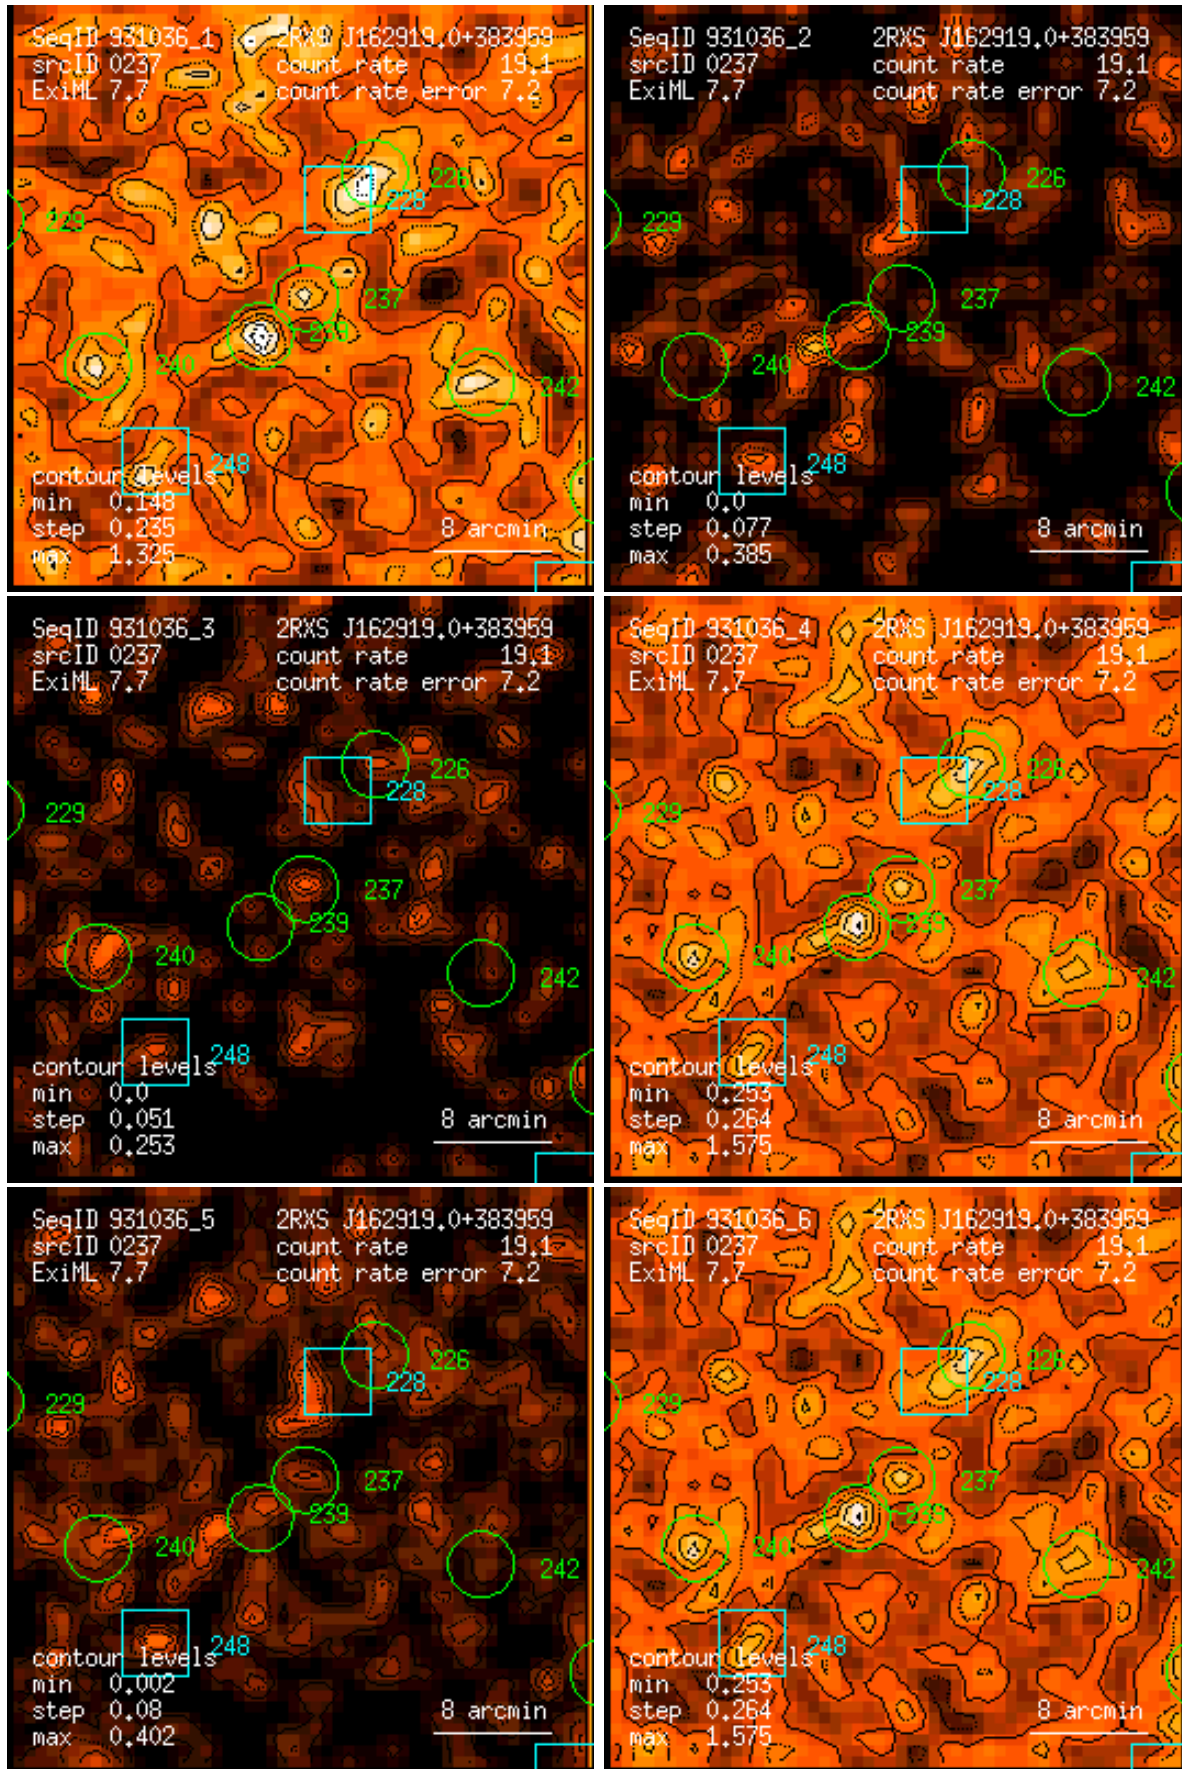 SeqID 931036_1 2RXS J162919.0+383959
srcID 0237 count rate 19.1
ExiML 7.7 count rate error 7.2
226
228
229
237
239
240
242
248
contour levels
min 0.148
step 0.235 8 arcmin
max 1.325
SeqID 931036_2 2RXS J162919.0+383959
srcID 0237 count rate 19.1
ExiML 7.7 count rate error 7.2
226
228
229
237
239
240
242
248
contour levels
min 0.0
step 0.077 8 arcmin
max 0.385
SeqID 931036_3 2RXS J162919.0+383959
srcID 0237 count rate 19.1
ExiML 7.7 count rate error 7.2
226
228
229
237
239
240
242
248
contour levels
min 0.0
step 0.051 8 arcmin
max 0.253
SeqID 931036_4 2RXS J162919.0+383959
srcID 0237 count rate 19.1
ExiML 7.7 count rate error 7.2
226
228
229
237
239
240
242
248
contour levels
min 0.253
step 0.264 8 arcmin
max 1.575
SeqID 931036_5 2RXS J162919.0+383959
srcID 0237 count rate 19.1
ExiML 7.7 count rate error 7.2
226
228
229
237
239
240
242
248
contour levels
min 0.002
step 0.08 8 arcmin
max 0.402
SeqID 931036_6 2RXS J162919.0+383959
srcID 0237 count rate 19.1
ExiML 7.7 count rate error 7.2
226
228
229
237
239
240
242
248
contour levels
min 0.253
step 0.264 8 arcmin
max 1.575